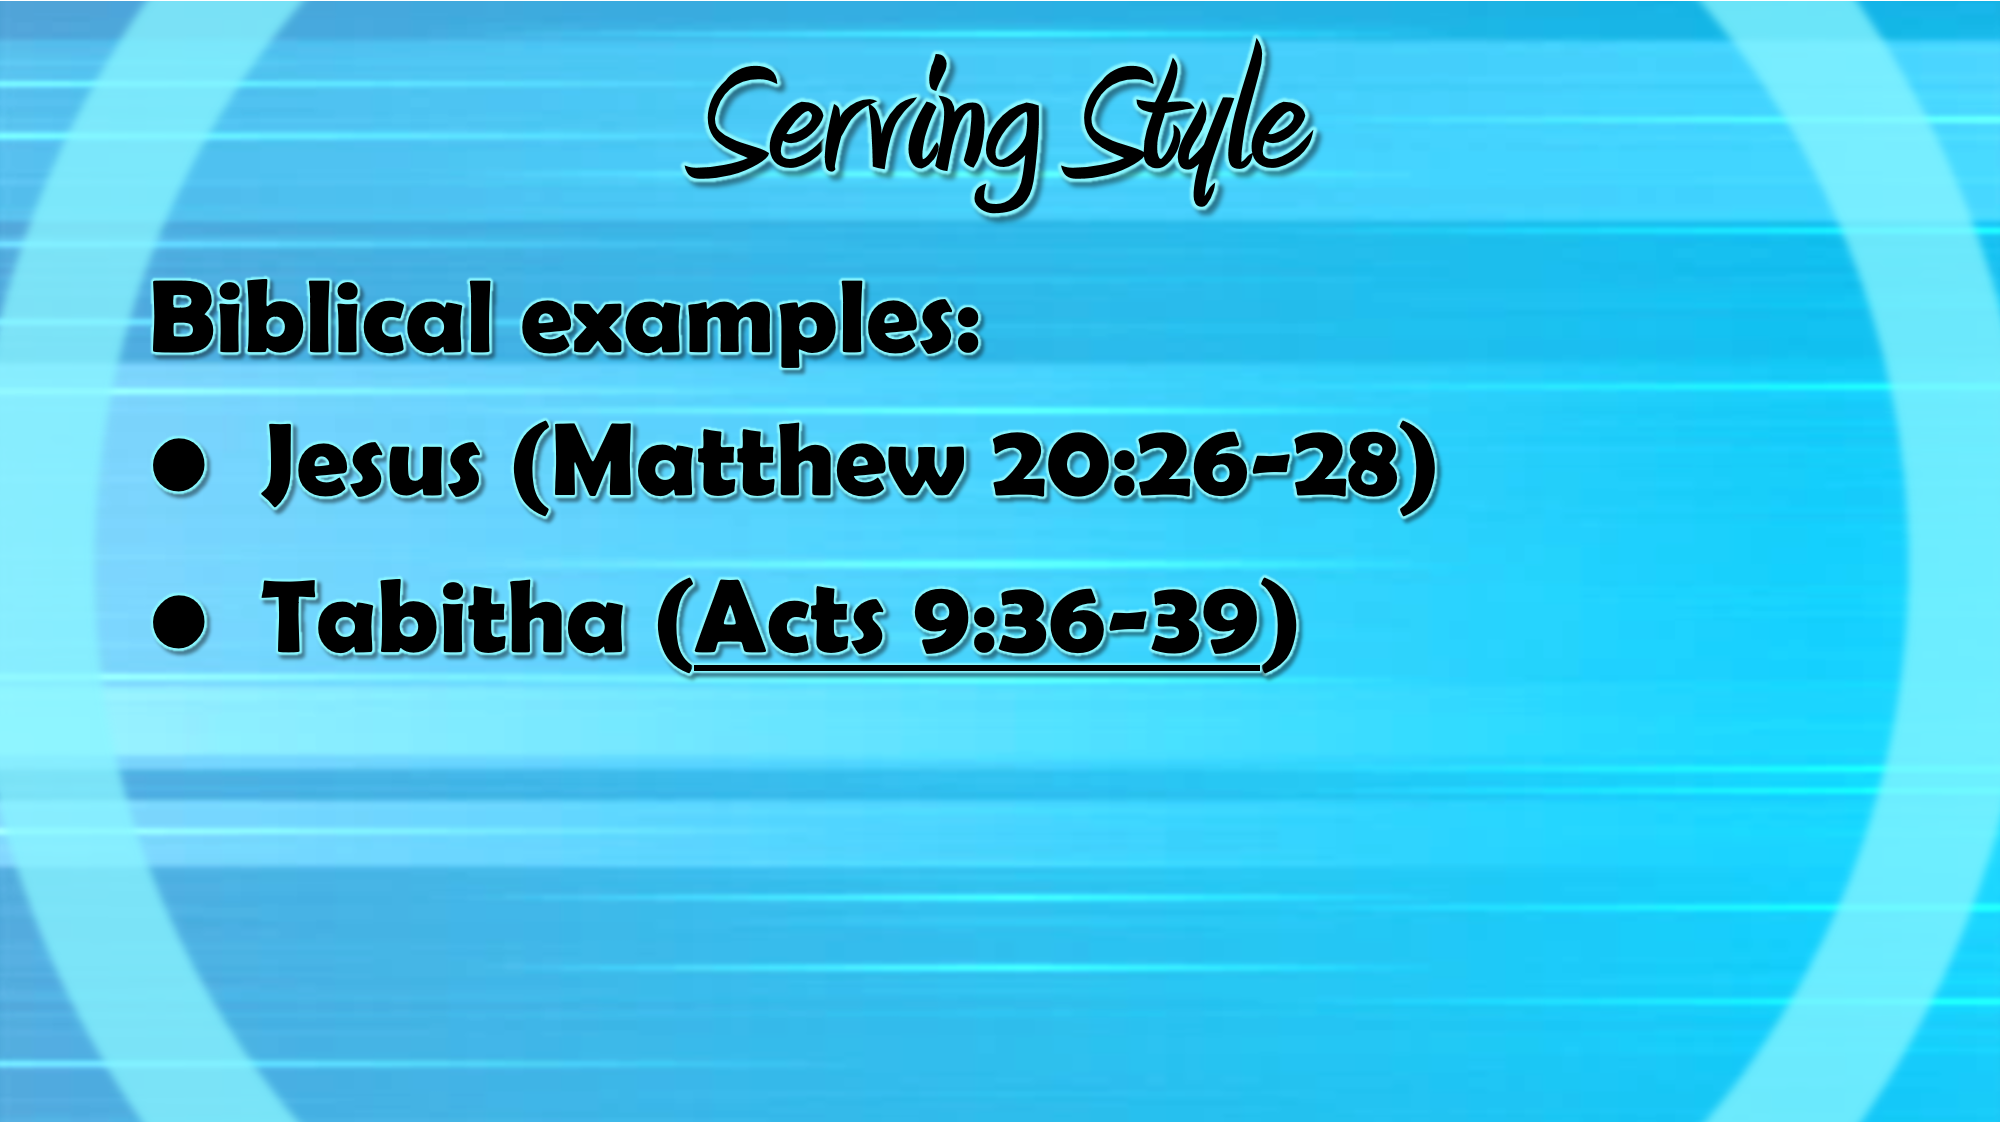 Serving Style
Biblical examples:
● Jesus (Matthew 20:26-28)
● Tabitha (Acts 9:36-39)